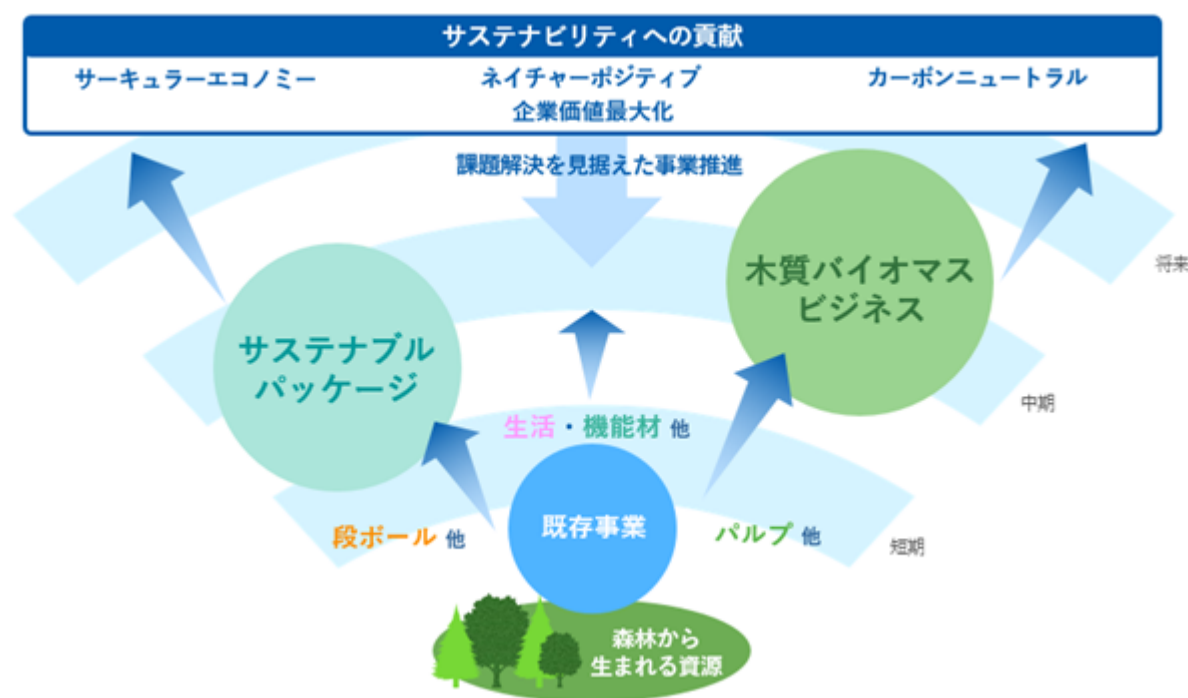 サステナビリティへの貢献
サーキュラーエコノミー
ネイチャーポジティブ
企業価値最大化
カーボンニュートラル
課題解決を見据えた事業推進
将来
木質バイオマス
ビジネス
サステナブル
パッケージ
中期
生活・機能材 他
段ボール 他
既存事業
パルプ 他
短期
森林から
生まれる資源